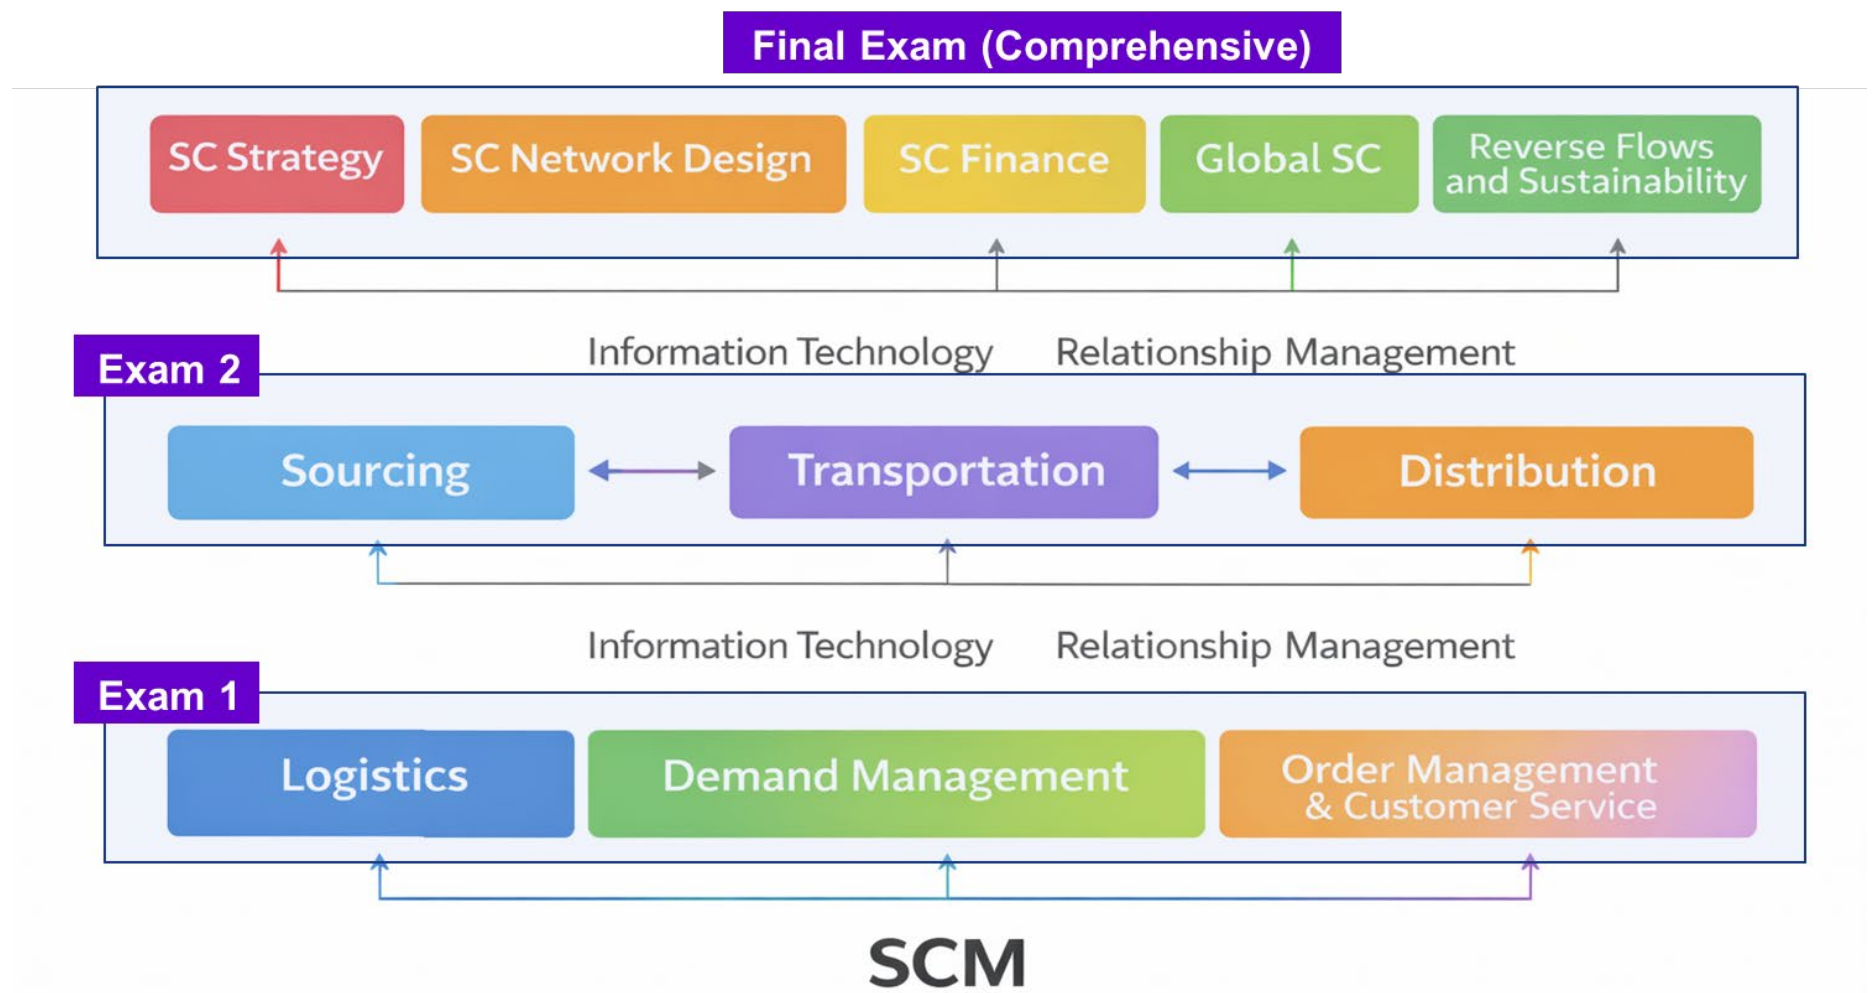 Final Exam (Comprehensive)
SC Strategy
SC Network Design
SC Finance
Global SC
Reverse Flows
and Sustainability
Information Technology
Relationship Management
Exam 2
Sourcing
Transportation
Distribution
Information Technology
Relationship Management
Exam 1
Logistics
Demand Management
Order Management
& Customer Service
SCM